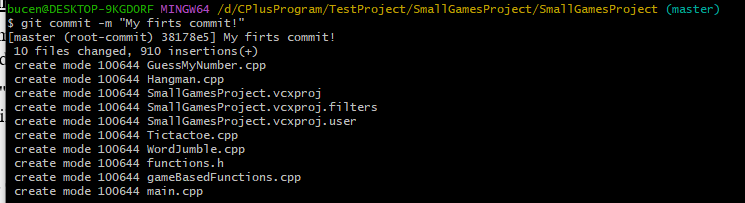 bucen@DESKTOP-9KGDORF MINGW64 /d/CPlusProgram/TestProject/SmallGamesProject/SmallGamesProject (master)
$ git commit -m "My firts commit!"
[master (root-commit) 38178e5] My firts commit!
 10 files changed, 910 insertions(+)
 create mode 100644 GuessMyNumber.cpp
 create mode 100644 Hangman.cpp
 create mode 100644 SmallGamesProject.vcxproj
 create mode 100644 SmallGamesProject.vcxproj.filters
 create mode 100644 SmallGamesProject.vcxproj.user
 create mode 100644 Tictactoe.cpp
 create mode 100644 WordJumble.cpp
 create mode 100644 functions.h
 create mode 100644 gameBasedFunctions.cpp
 create mode 100644 main.cpp